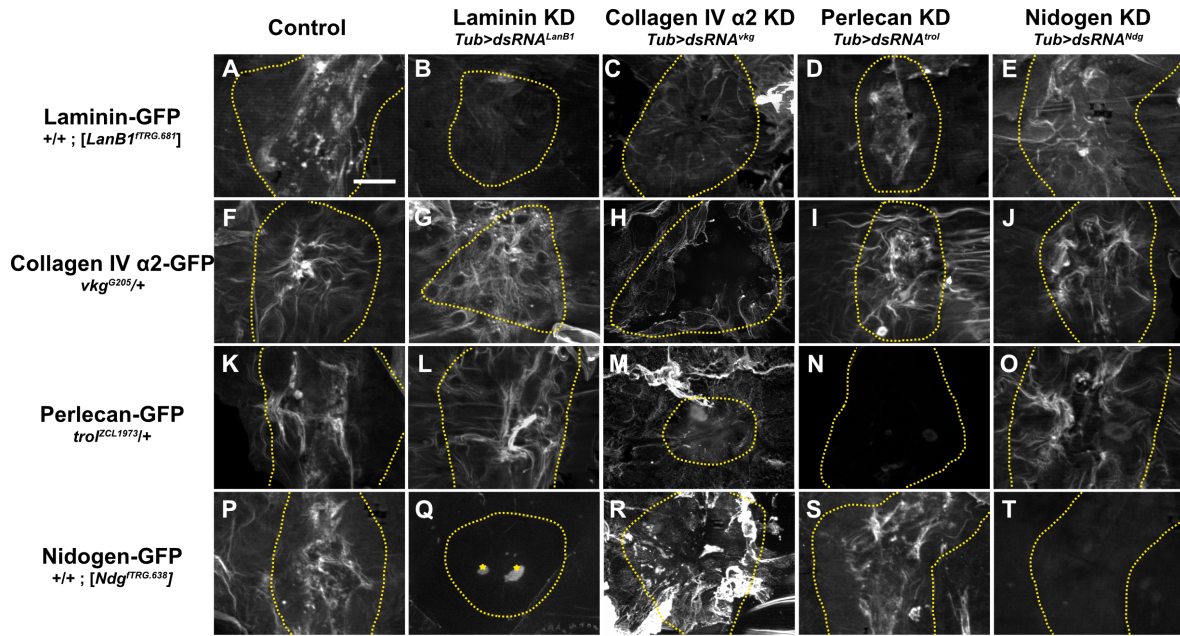 Control
Laminin KD
Tub>dsRNA^LanB1
Collagen IV α2 KD
Tub>dsRNA^vkg
Perlecan KD
Tub>dsRNA^trol
Nidogen KD
Tub>dsRNA^Ndg
Laminin-GFP
+/+ ; [LanB1^fTRG.681]
A
B
C
D
E
Collagen IV α2-GFP
vkg^G205/+
F
G
H
I
J
Perlecan-GFP
trol^ZCL1973/+
K
L
M
N
O
Nidogen-GFP
+/+ ; [Ndg^fTRG.638]
P
Q
R
S
T